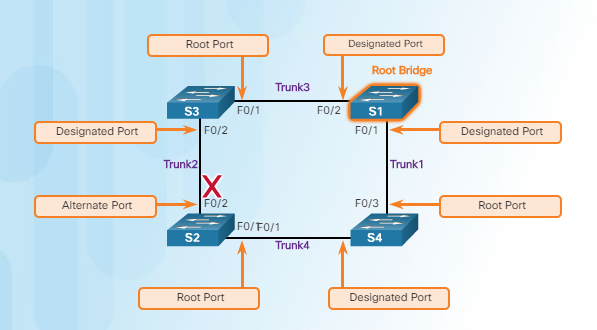 Root Port
Designated Port
Root Bridge
Trunk3
S3
F0/1
F0/2
S1
Designated Port
F0/2
F0/1
Designated Port
Trunk2
Trunk1
X
Alternate Port
F0/2
F0/3
Root Port
S2
F0/1
F0/1
Trunk4
S4
Root Port
Designated Port